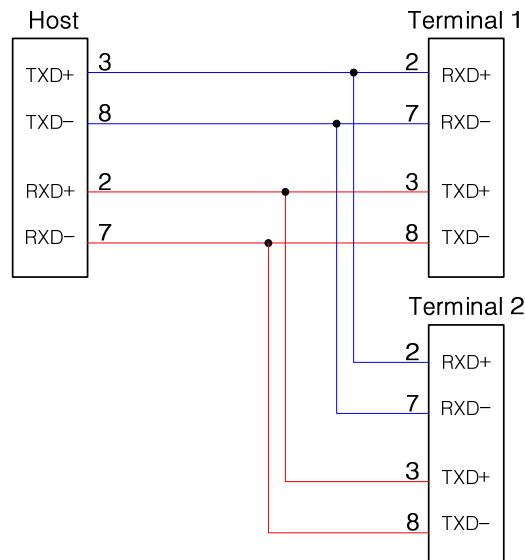 Host Terminal 1
TXD+ 3 2 RXD+
TXD− 8 7 RXD−
RXD+ 2 3 TXD+
RXD− 7 8 TXD−
Terminal 2
2 RXD+
7 RXD−
3 TXD+
8 TXD−